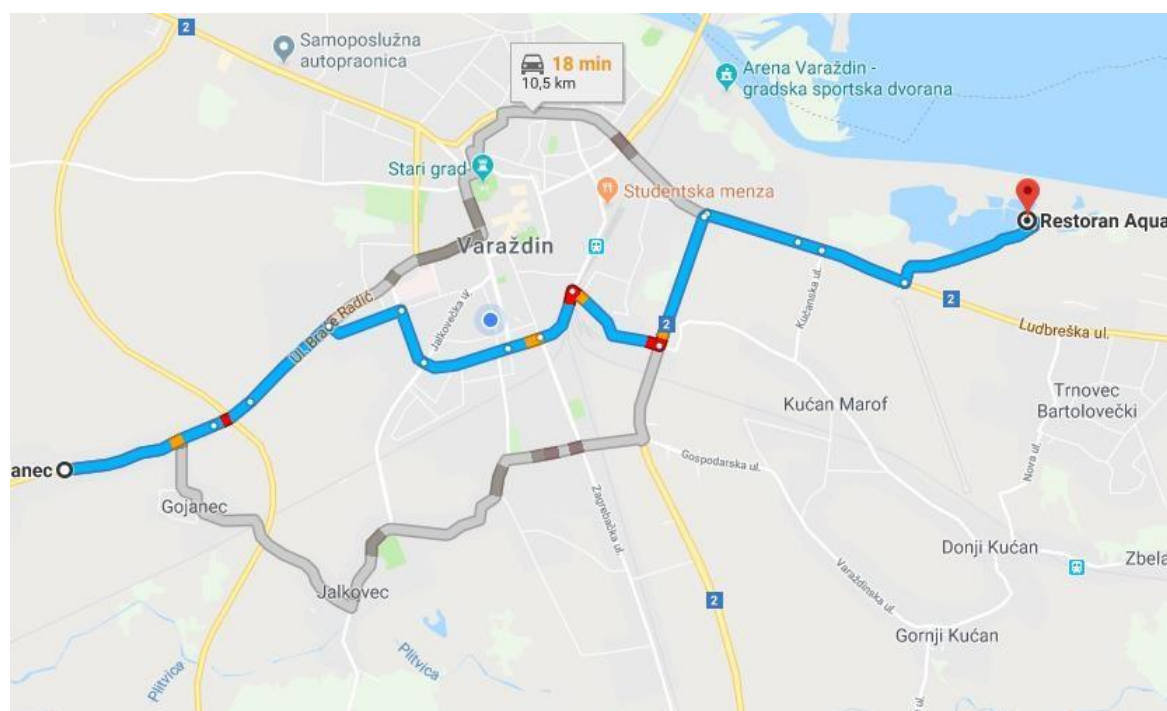 2
Samoposlužna
autopraonica
18 min
10,5 km
Arena Varaždin -
gradska sportska dvorana
Stari grad
Studentska menza
Restoran Aqua
Varaždin
Ul. Braće Radić
Jalkovečka ul.
Kućanska ul.
2
2
Ludbreška ul.
Trnovec
Bartolovečki
Kućan Marof
anec
Gospodarska ul.
Nova ul.
Gojanec
Zagrebačka ul.
Donji Kućan
Zbela
Jalkovec
Varaždinska ul.
2
Gornji Kućan
Plitvica
Plitvica